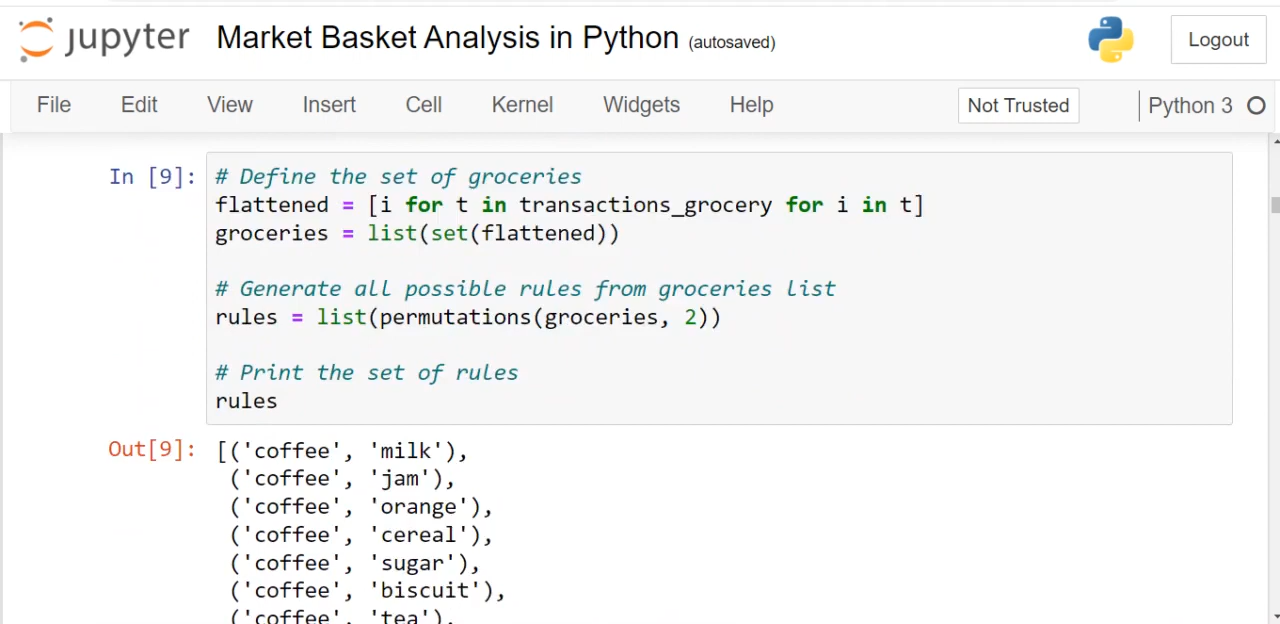 jupyter Market Basket Analysis in Python (autosaved) Logout
File Edit View Insert Cell Kernel Widgets Help Not Trusted Python 3
In [9]: # Define the set of groceries
flattened = [i for t in transactions_grocery for i in t]
groceries = list(set(flattened))
# Generate all possible rules from groceries list
rules = list(permutations(groceries, 2))
# Print the set of rules
rules
Out[9]: [('coffee', 'milk'),
('coffee', 'jam'),
('coffee', 'orange'),
('coffee', 'cereal'),
('coffee', 'sugar'),
('coffee', 'biscuit'),
('coffee', 'tea'),